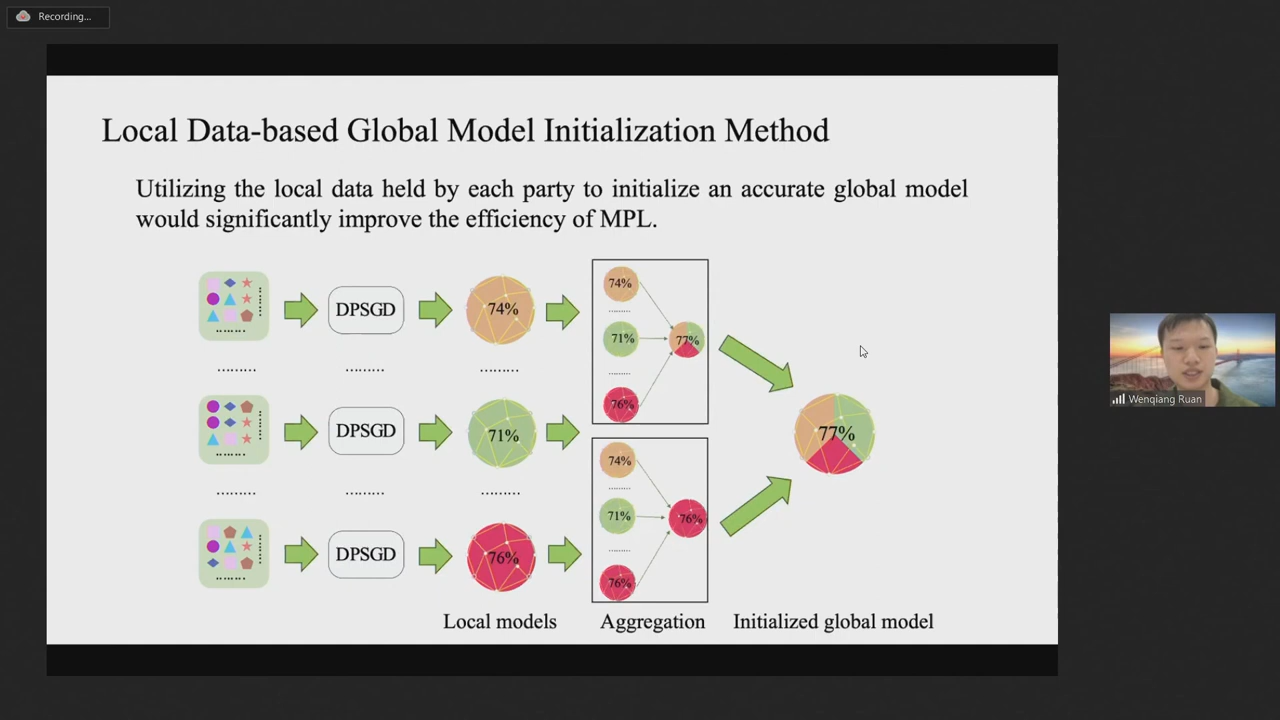 Recording...
Local Data-based Global Model Initialization Method
Utilizing the local data held by each party to initialize an accurate global model
would significantly improve the efficiency of MPL.
DPSGD
74%
74%
71%
77%
76%
.........
.........
.........
DPSGD
71%
77%
.........
.........
.........
74%
71%
76%
76%
DPSGD
76%
Local models
Aggregation
Initialized global model
Wenqiang Ruan